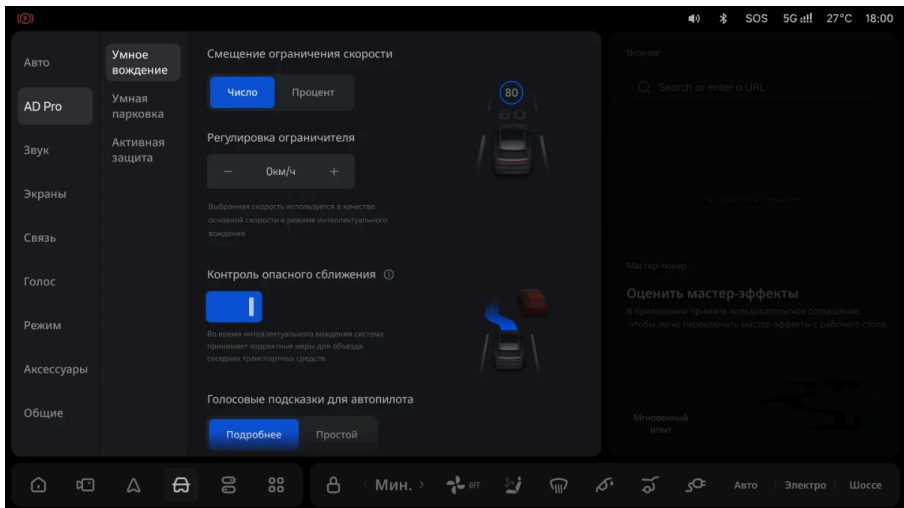 SOS 5G 27°C 18:00
Авто
AD Pro
Звук
Экраны
Связь
Голос
Режим
Аксессуары
Общие
Умное
вождение
Умная
парковка
Активная
защита
Смещение ограничения скорости
Число Процент
80
80
Регулировка ограничителя
− 0км/ч +
Выбранная скорость используется в качестве
основной скорости в режиме интеллектуального
вождения
Контроль опасного сближения
Во время интеллектуального вождения система
принимает корректные меры для объезда
соседних транспортных средств.
Голосовые подсказки для автопилота
Подробнее Простой
Browser
Search or enter a URL
Мастер-тюнер
Оценить мастер-эффекты
В приложении примите пользовательское соглашение,
чтобы легко переключать мастер-эффекты с рабочего стола.
Мгновенный
опыт
< Мин. > OFF Авто Электро Шоссе